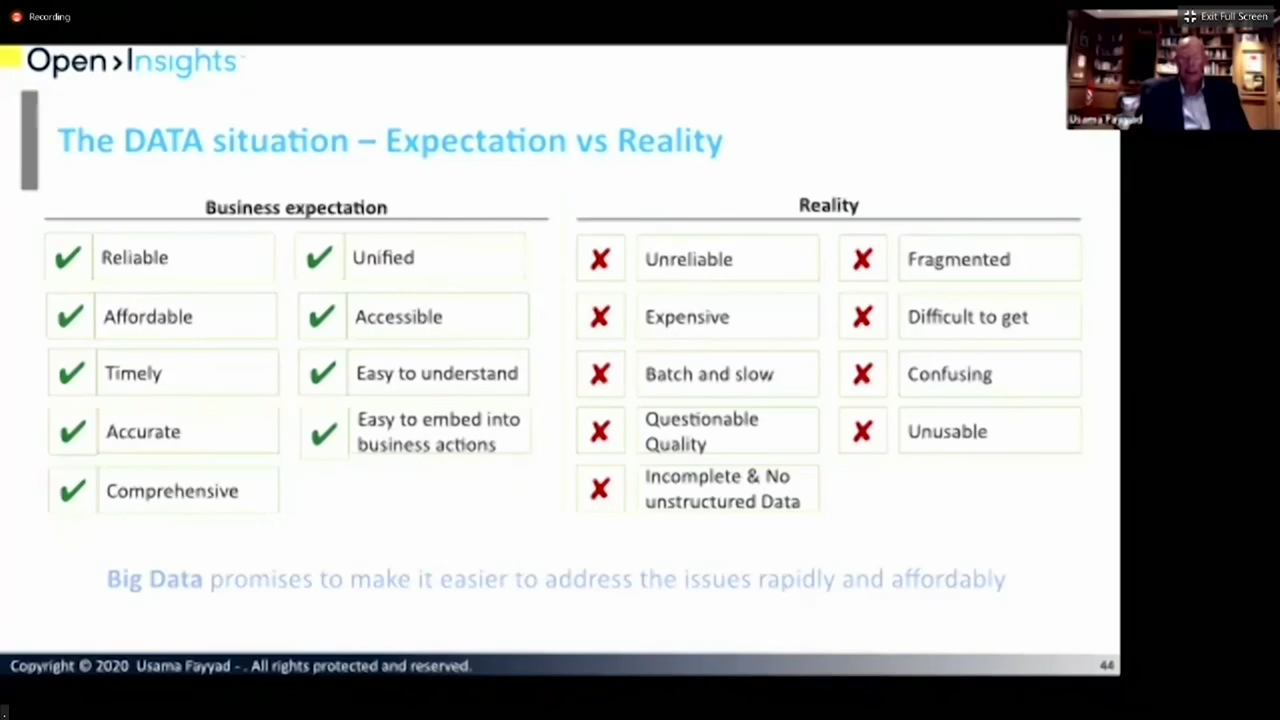 Recording
Exit Full Screen
Open>Insights
Usama Fayyad
The DATA situation – Expectation vs Reality
Business expectation
Reliable
Unified
Affordable
Accessible
Timely
Easy to understand
Accurate
Easy to embed into
business actions
Comprehensive
Reality
Unreliable
Fragmented
Expensive
Difficult to get
Batch and slow
Confusing
Questionable
Quality
Unusable
Incomplete & No
unstructured Data
Big Data promises to make it easier to address the issues rapidly and affordably
Copyright © 2020 Usama Fayyad - . All rights protected and reserved.
44